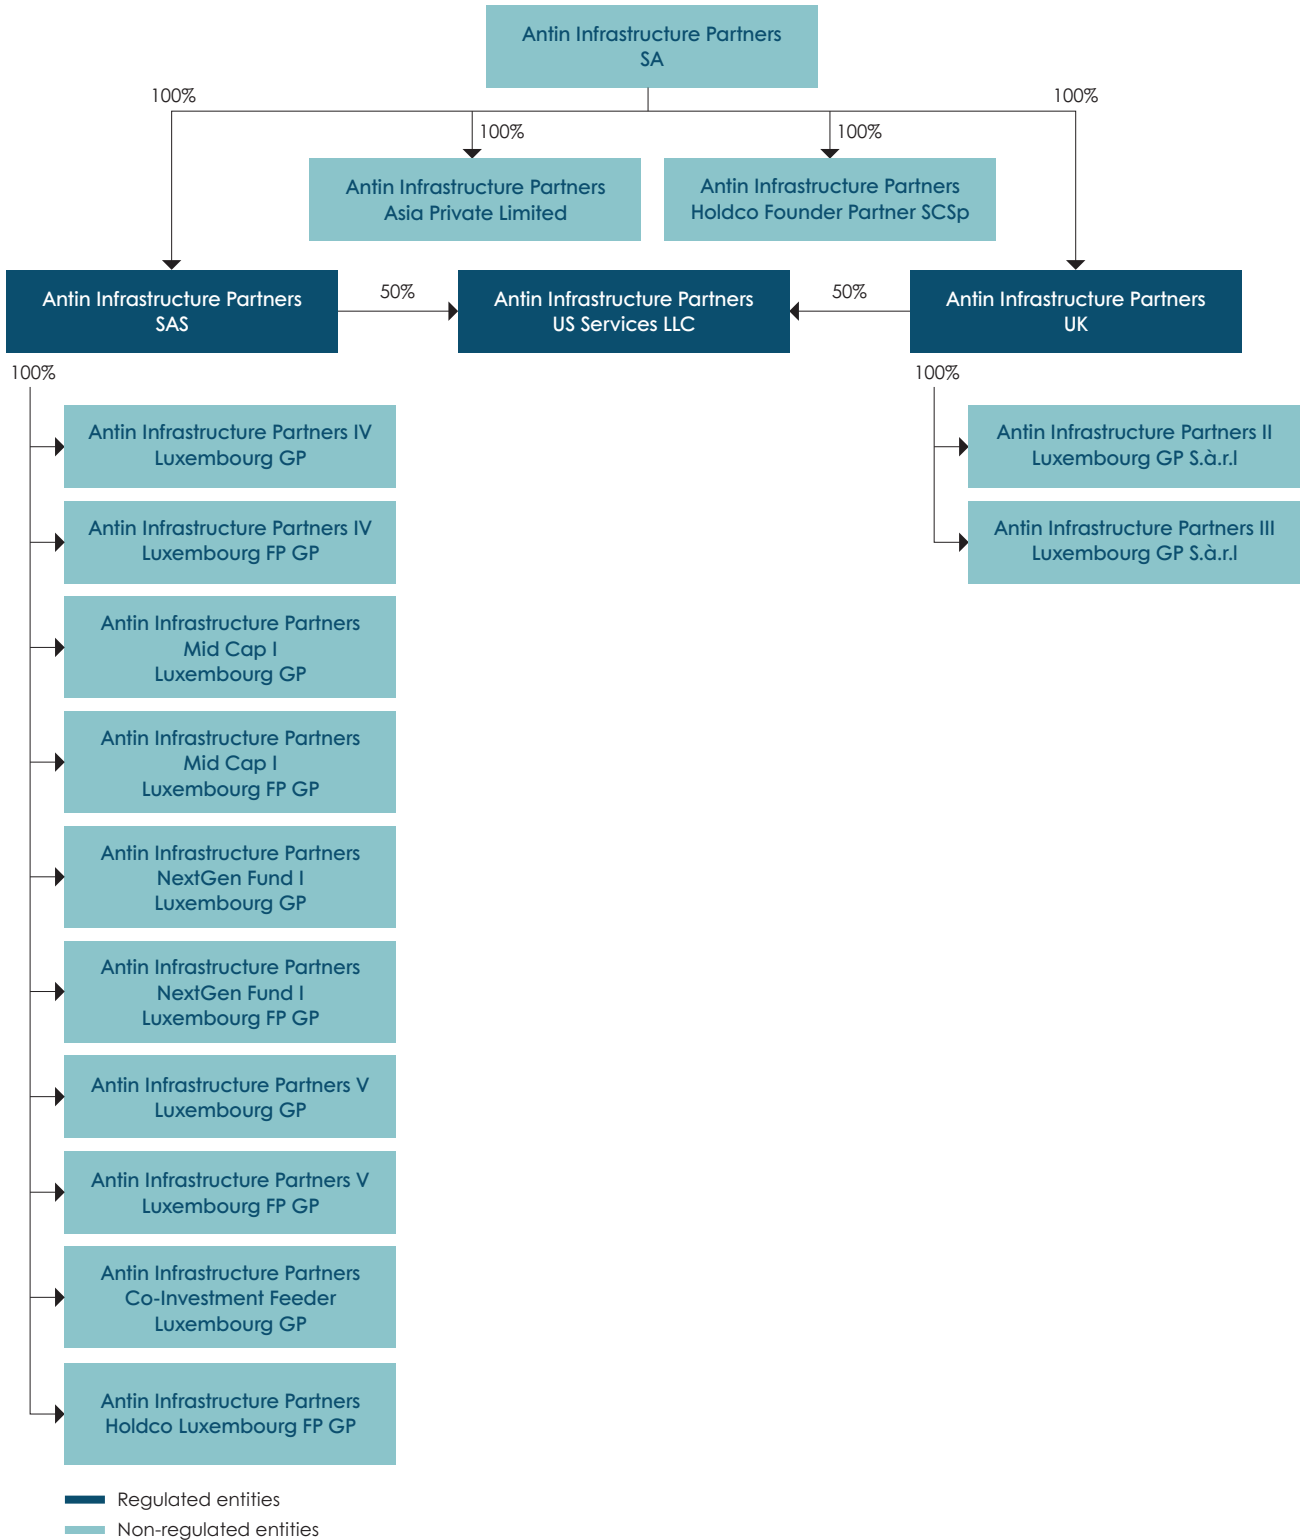 Antin Infrastructure Partners
SA
100%
100%
100%
100%
Antin Infrastructure Partners
Asia Private Limited
Antin Infrastructure Partners
Holdco Founder Partner SCSp
Antin Infrastructure Partners
SAS
50%
Antin Infrastructure Partners
US Services LLC
50%
Antin Infrastructure Partners
UK
100%
Antin Infrastructure Partners IV
Luxembourg GP
Antin Infrastructure Partners IV
Luxembourg FP GP
Antin Infrastructure Partners
Mid Cap I
Luxembourg GP
Antin Infrastructure Partners
Mid Cap I
Luxembourg FP GP
Antin Infrastructure Partners
NextGen Fund I
Luxembourg GP
Antin Infrastructure Partners
NextGen Fund I
Luxembourg FP GP
Antin Infrastructure Partners V
Luxembourg GP
Antin Infrastructure Partners V
Luxembourg FP GP
Antin Infrastructure Partners
Co-Investment Feeder
Luxembourg GP
Antin Infrastructure Partners
Holdco Luxembourg FP GP
100%
Antin Infrastructure Partners II
Luxembourg GP S.à.r.l
Antin Infrastructure Partners III
Luxembourg GP S.à.r.l
Regulated entities
Non-regulated entities